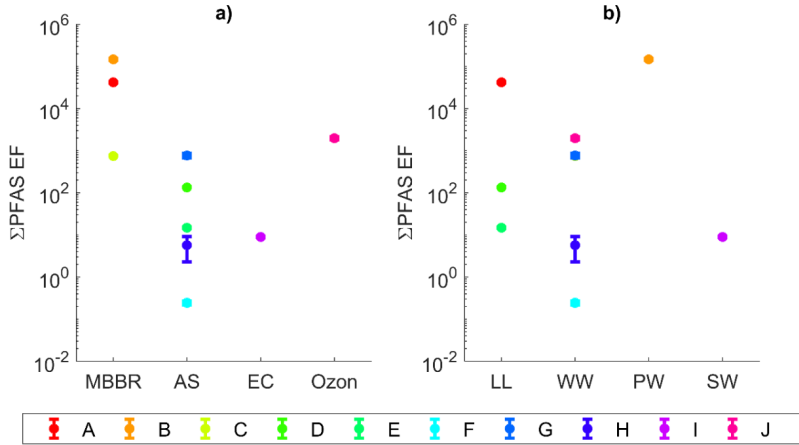 a)
b)
ΣPFAS EF
10^6
10^4
10^2
10^0
10^-2
MBBR AS EC Ozon
ΣPFAS EF
10^6
10^4
10^2
10^0
10^-2
LL WW PW SW
A B C D E F G H I J